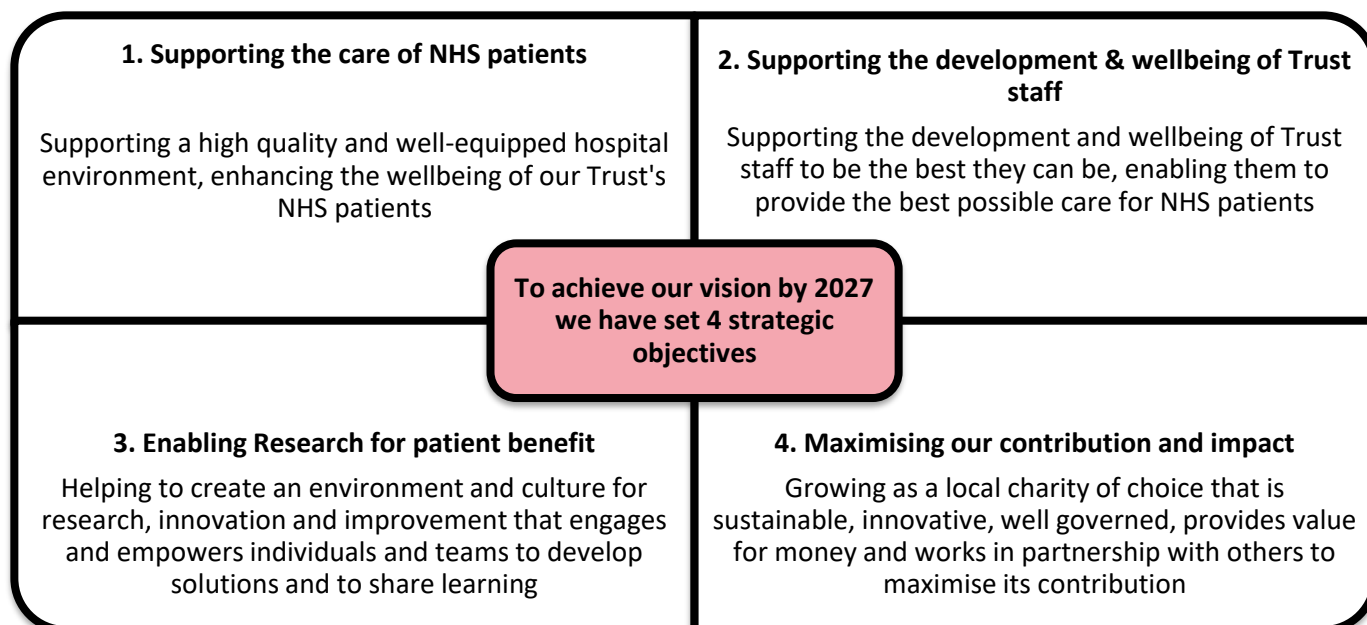 1. Supporting the care of NHS patients
Supporting a high quality and well-equipped hospital
environment, enhancing the wellbeing of our Trust's
NHS patients
2. Supporting the development & wellbeing of Trust
staff
Supporting the development and wellbeing of Trust
staff to be the best they can be, enabling them to
provide the best possible care for NHS patients
To achieve our vision by 2027
we have set 4 strategic
objectives
3. Enabling Research for patient benefit
Helping to create an environment and culture for
research, innovation and improvement that engages
and empowers individuals and teams to develop
solutions and to share learning
4. Maximising our contribution and impact
Growing as a local charity of choice that is
sustainable, innovative, well governed, provides value
for money and works in partnership with others to
maximise its contribution